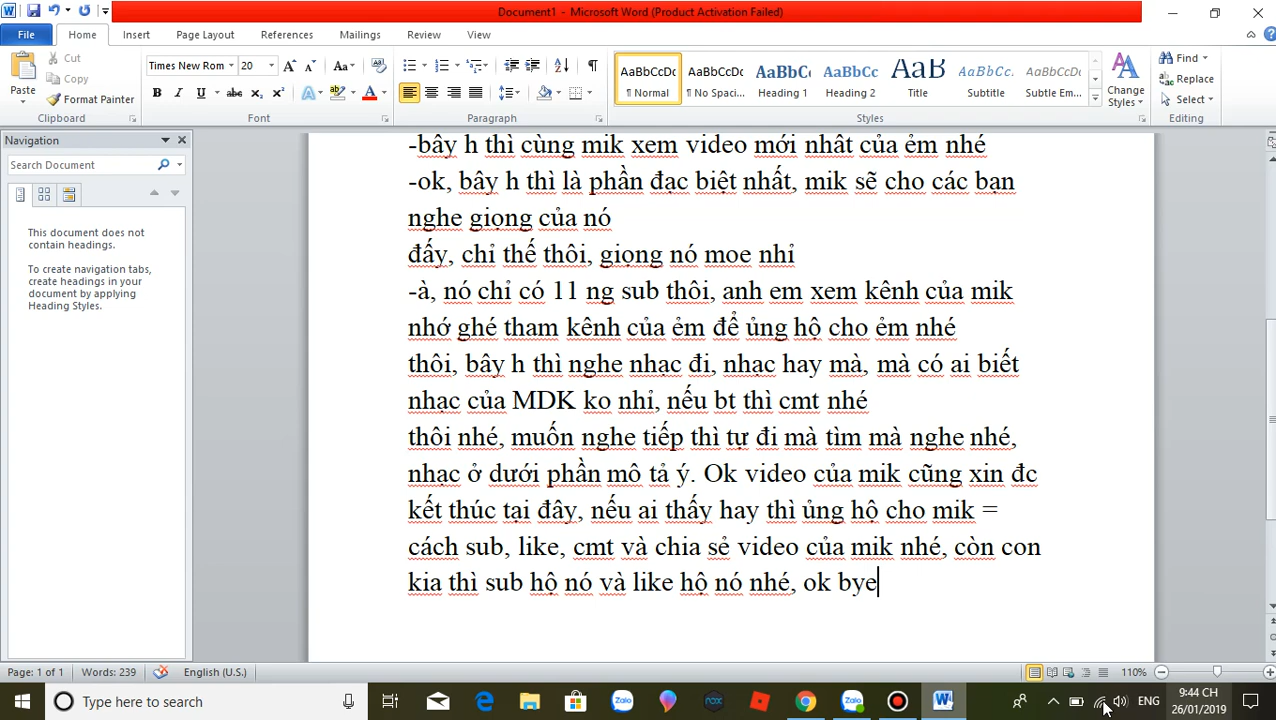 Document1 - Microsoft Word (Product Activation Failed)
File Home Insert Page Layout References Mailings Review View
Paste
Cut
Copy
Format Painter
Clipboard
Times New Rom 20
Font
Paragraph
AaBbCcDc AaBbCcDc AaBbCc AaBbCc AaB AaBbCcL AaBbCcDc
¶ Normal ¶ No Spaci... Heading 1 Heading 2 Title Subtitle Subtle Em...
Styles
Change Styles
Find
Replace
Select
Editing
Navigation
Search Document
This document does not
contain headings.
To create navigation tabs,
create headings in your
document by applying
Heading Styles.
-bây h thì cùng mik xem video mới nhât của ẻm nhé
-ok, bây h thì là phần đạc biệt nhất, mik sẽ cho các bạn
nghe giọng của nó
đấy, chỉ thế thôi, giọng nó moe nhỉ
-à, nó chỉ có 11 ng sub thôi, anh em xem kênh của mik
nhớ ghé tham kênh của ẻm để ủng hộ cho ẻm nhé
thôi, bây h thì nghe nhạc đi, nhạc hay mà, mà có ai biết
nhạc của MDK ko nhỉ, nếu bt thì cmt nhé
thôi nhé, muốn nghe tiếp thì tự đi mà tìm mà nghe nhé,
nhạc ở dưới phần mô tả ý. Ok video của mik cũng xin đc
kết thúc tại đây, nếu ai thấy hay thì ủng hộ cho mik =
cách sub, like, cmt và chia sẻ video của mik nhé, còn con
kia thì sub hộ nó và like hộ nó nhé, ok bye
Page: 1 of 1 Words: 239 English (U.S.) 110%
Type here to search
Zalo
nox
Zalo
ENG
9:44 CH
26/01/2019